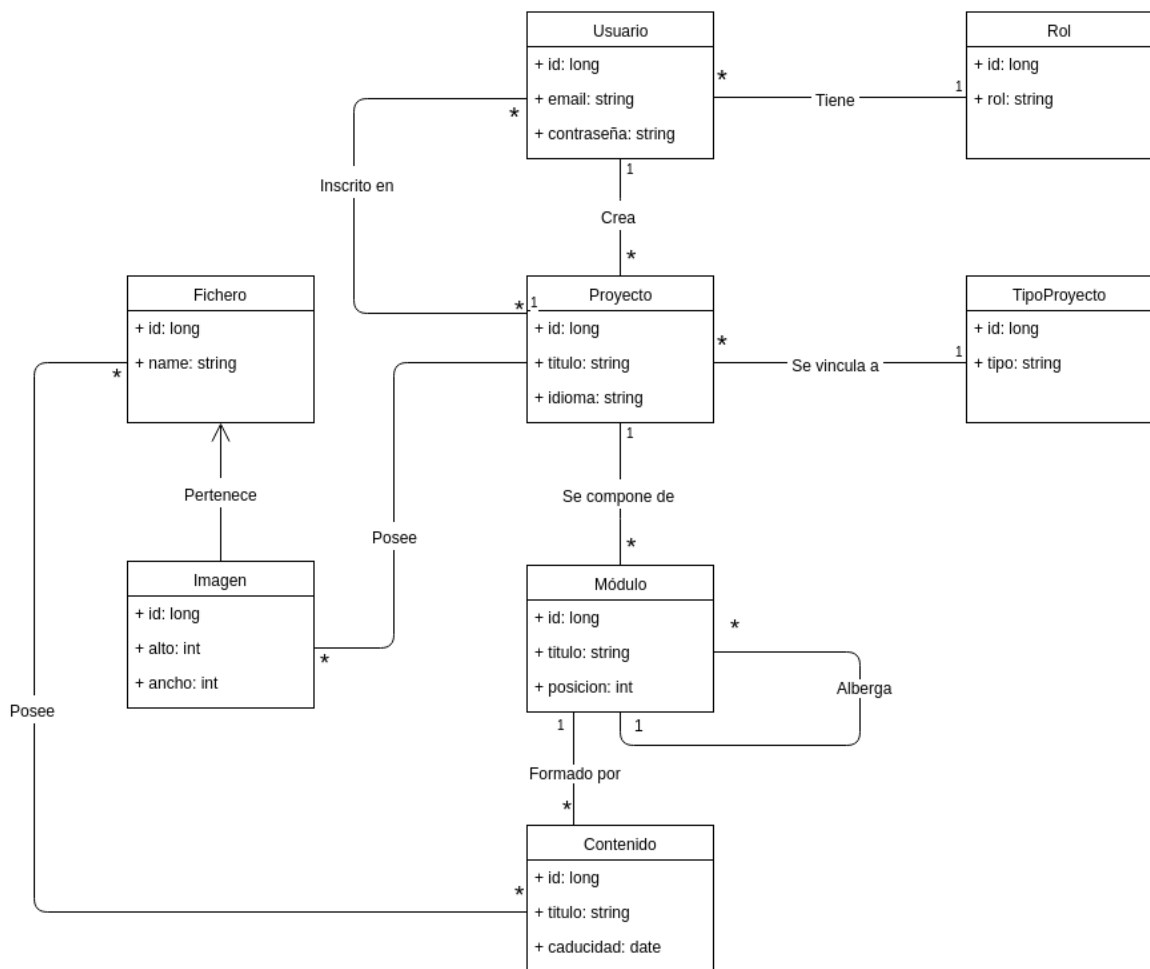 Usuario
+ id: long
+ email: string
+ contraseña: string
Rol
+ id: long
+ rol: string
*
Tiene
1
*
Inscrito en
1
Crea
*
Fichero
+ id: long
+ name: string
*
* 1
Proyecto
+ id: long
+ titulo: string
+ idioma: string
*
Se vincula a
1
TipoProyecto
+ id: long
+ tipo: string
1
Pertenece
Se compone de
Posee
*
Imagen
+ id: long
+ alto: int
+ ancho: int
*
Módulo
+ id: long
+ titulo: string
+ posicion: int
*
Alberga
1
1
Posee
Formado por
*
Contenido
+ id: long
+ titulo: string
+ caducidad: date
*